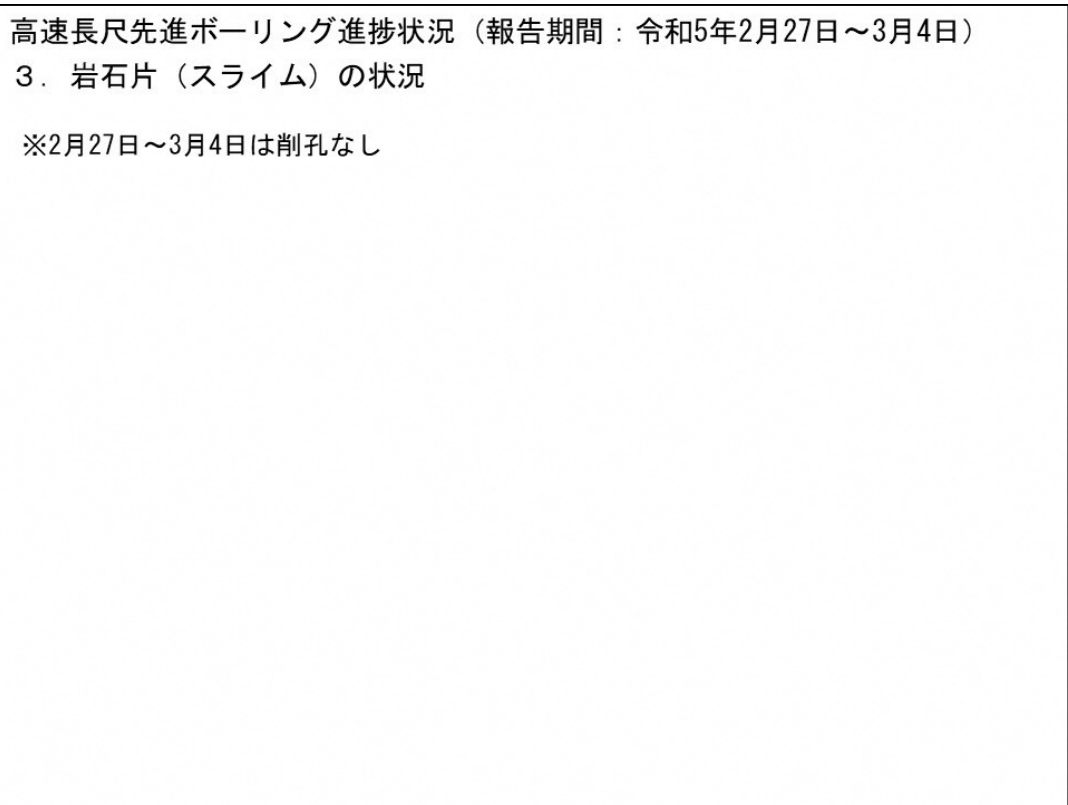 高速長尺先進ボーリング進捗状況（報告期間：令和5年2月27日～3月4日）
３．岩石片（スライム）の状況
※2月27日～3月4日は削孔なし